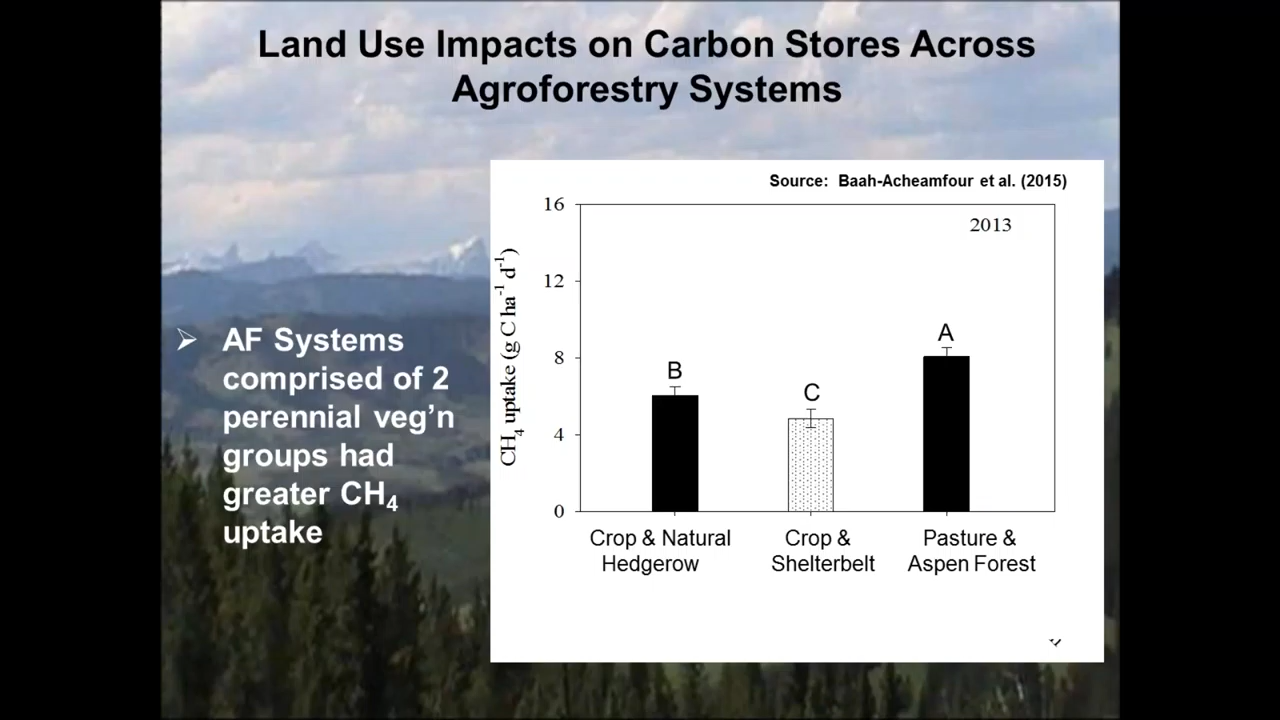 Land Use Impacts on Carbon Stores Across
Agroforestry Systems
➢ AF Systems
comprised of 2
perennial veg’n
groups had
greater CH₄
uptake
Source: Baah-Acheamfour et al. (2015)
2013
CH₄ uptake (g C ha⁻¹ d⁻¹)
16
12
8
4
0
B
C
A
Crop & Natural
Hedgerow
Crop &
Shelterbelt
Pasture &
Aspen Forest